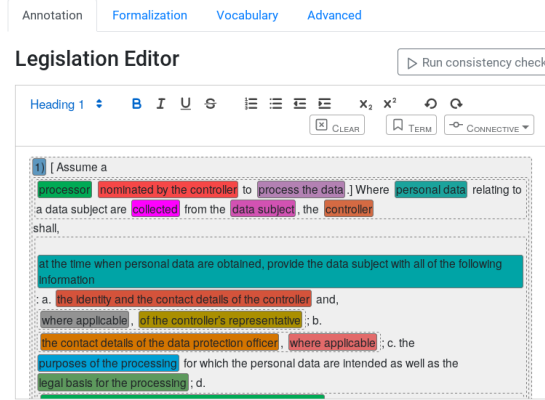 Annotation Formalization Vocabulary Advanced
Legislation Editor
Run consistency check
Heading 1 B I U S X₂ X²
CLEAR TERM CONNECTIVE
1) [ Assume a
processor nominated by the controller to process the data .] Where personal data relating to
a data subject are collected from the data subject , the controller
shall,
at the time when personal data are obtained, provide the data subject with all of the following
information
: a. the identity and the contact details of the controller and,
where applicable , of the controller's representative ; b.
the contact details of the data protection officer , where applicable ; c. the
purposes of the processing for which the personal data are intended as well as the
legal basis for the processing ; d.